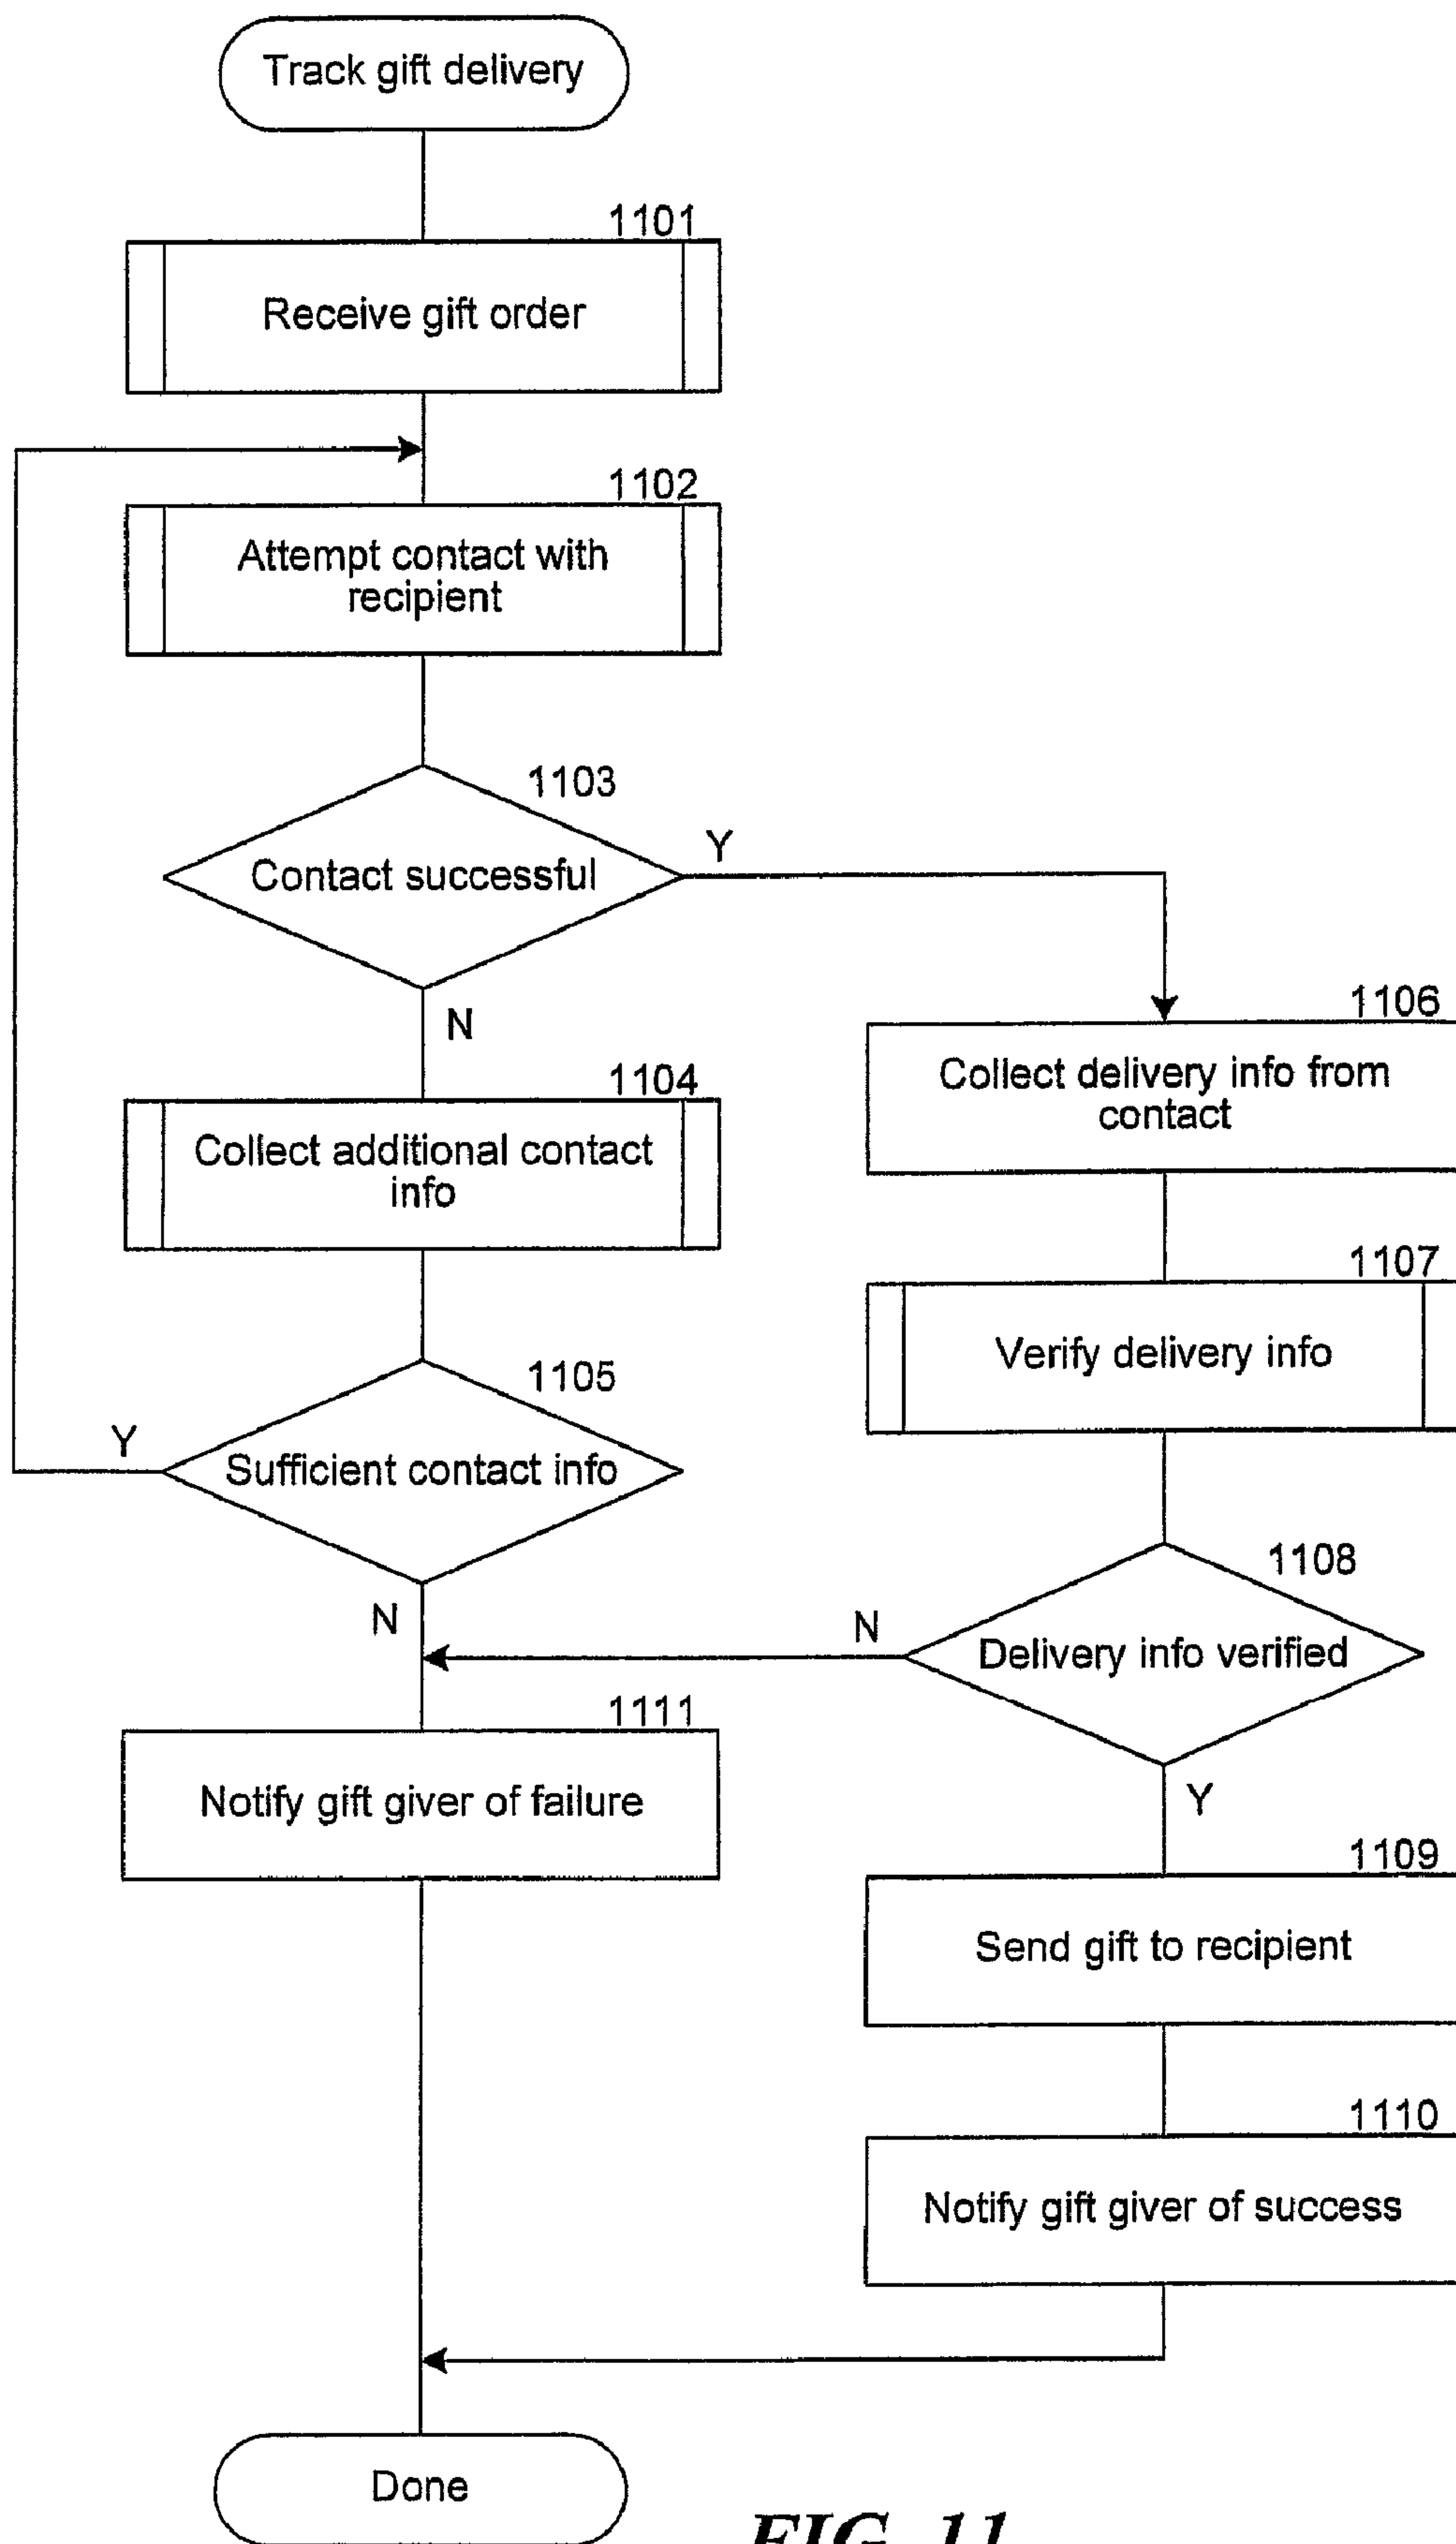 Track gift delivery
1101
Receive gift order
1102
Attempt contact with
recipient
1103
Contact successful
Y
N
1104
Collect additional contact
info
1105
Sufficient contact info
Y
N
1106
Collect delivery info from
contact
1107
Verify delivery info
1108
Delivery info verified
N
Y
1111
Notify gift giver of failure
1109
Send gift to recipient
1110
Notify gift giver of success
Done
FIG. 11